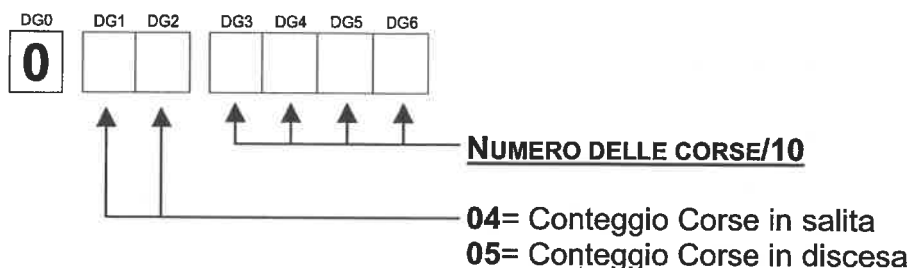 DG0 DG1 DG2 DG3 DG4 DG5 DG6
0
NUMERO DELLE CORSE/10
04= Conteggio Corse in salita
05= Conteggio Corse in discesa